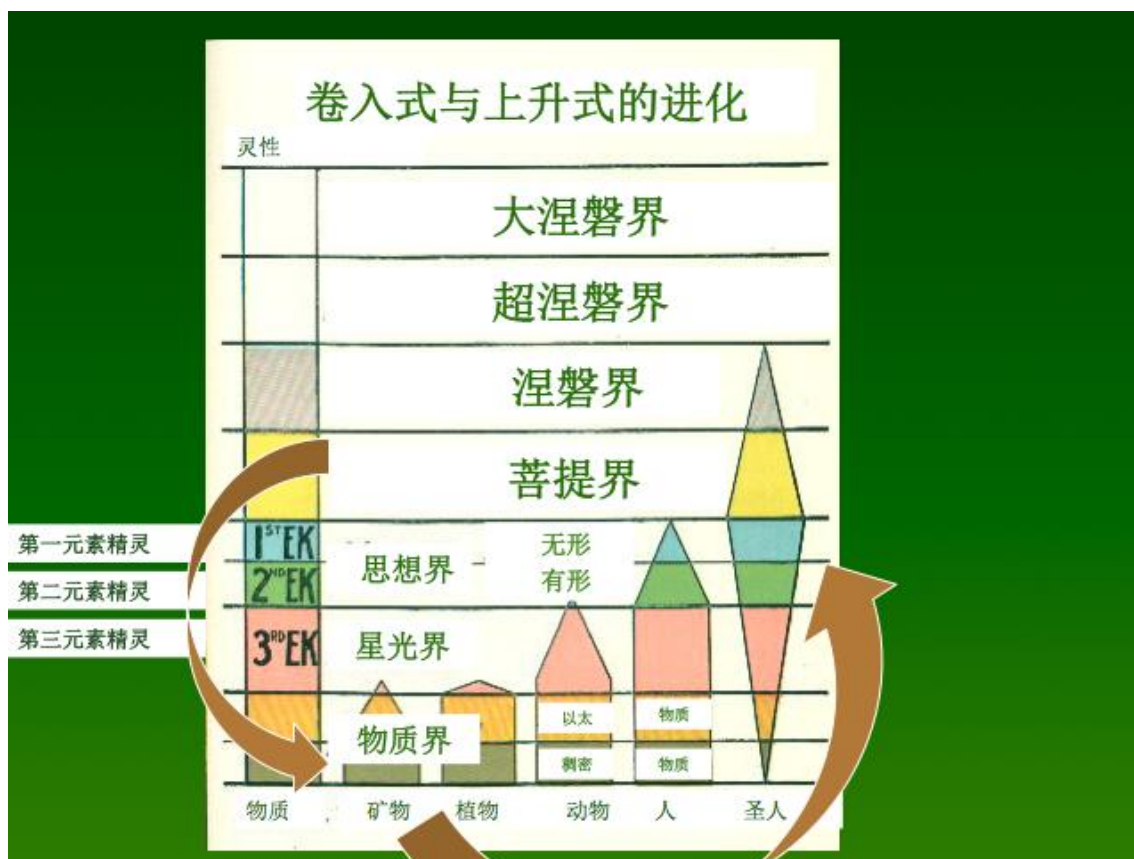 卷入式与上升式的进化
灵性
大涅磐界
超涅磐界
涅磐界
菩提界
第一元素精灵
1ST EK
思想界
无形
第二元素精灵
2ND EK
有形
第三元素精灵
3RD EK
星光界
物质界
以太
物质
稠密
物质
物质
矿物
植物
动物
人
圣人